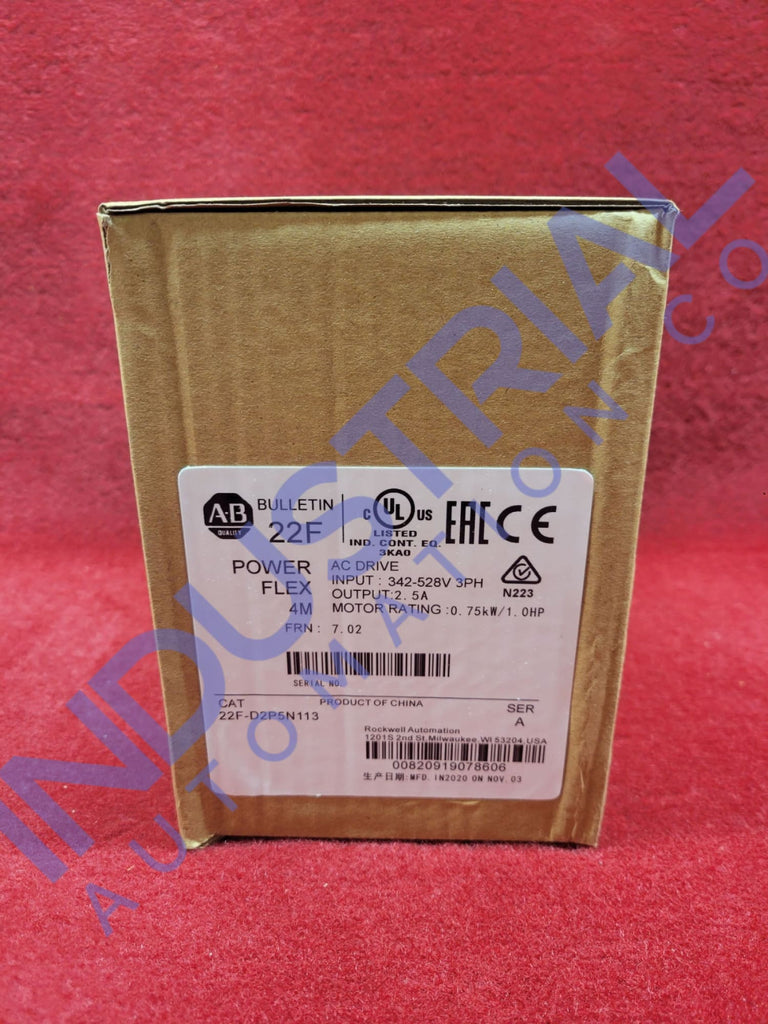 A-B
QUALITY
BULLETIN
22F
C UL US
LISTED
IND. CONT. EQ.
3KA0
EAC CE
POWER
FLEX
4M
AC DRIVE
INPUT : 342-528V 3PH
OUTPUT:2. 5A
MOTOR RATING :0.75kW/1.0HP
N223
FRN : 7.02
SERIAL NO.
CAT
22F-D2P5N113
PRODUCT OF CHINA
SER
A
Rockwell Automation
1201S 2nd St.Milwaukee.WI 53204.USA
00820919078606
生产日期:MFD. IN2020 ON NOV. 03
INDUSTRIAL
AUTOMATION CO